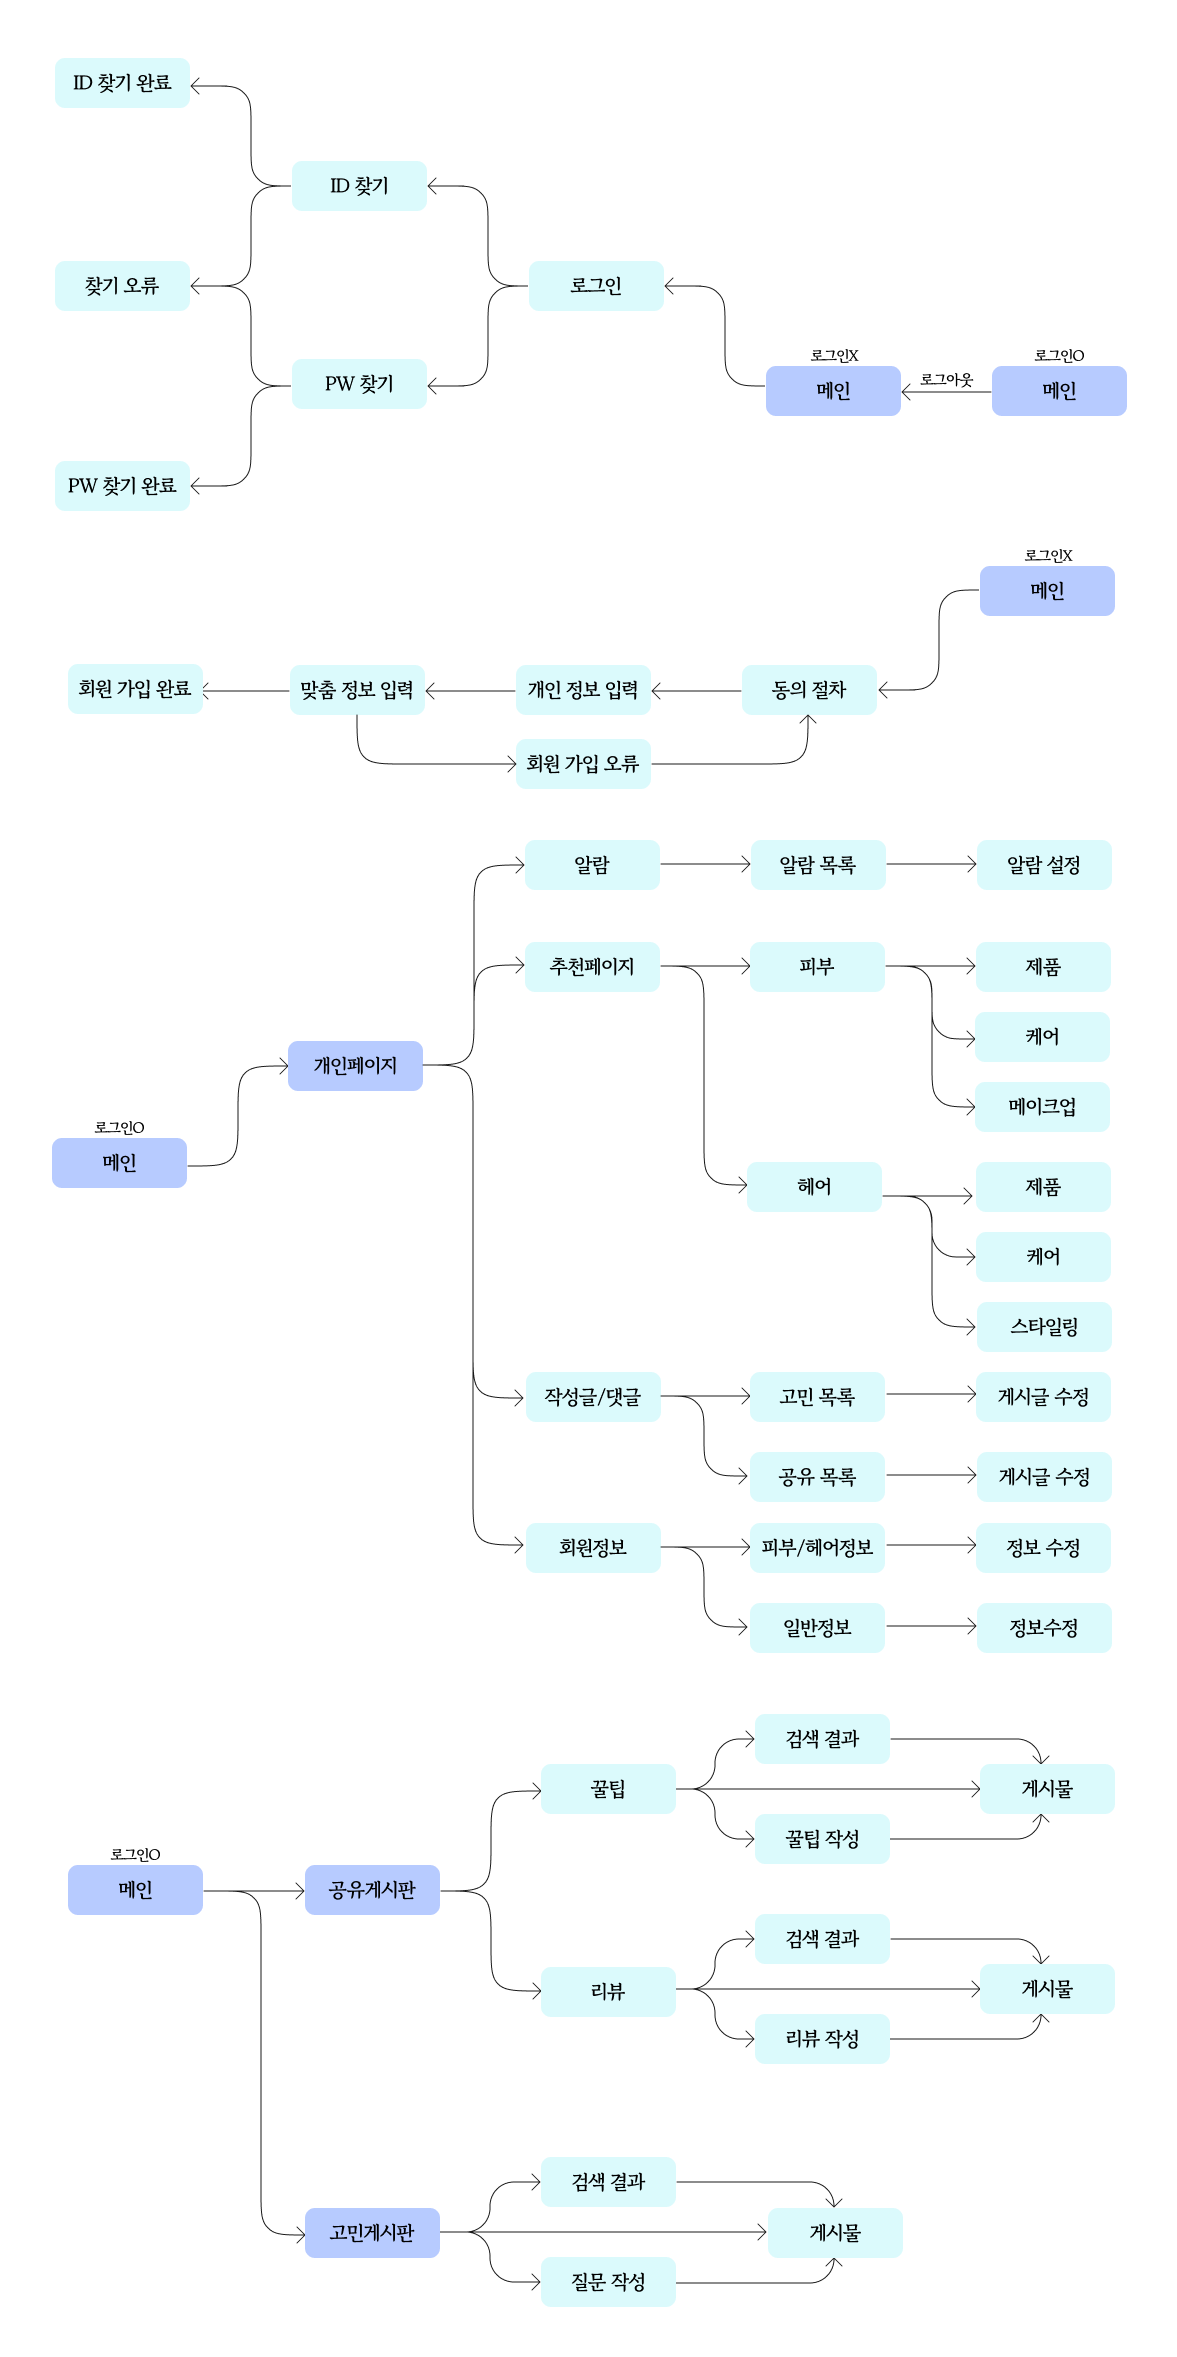 ID 찾기 완료
ID 찾기
찾기 오류
로그인
PW 찾기
로그인X
메인
로그아웃
로그인O
메인
PW 찾기 완료
로그인X
메인
회원 가입 완료
맞춤 정보 입력
개인 정보 입력
동의 절차
회원 가입 오류
알람
알람 목록
알람 설정
추천페이지
피부
제품
케어
개인페이지
메이크업
로그인O
메인
헤어
제품
케어
스타일링
작성글/댓글
고민 목록
게시글 수정
공유 목록
게시글 수정
회원정보
피부/헤어정보
정보 수정
일반정보
정보수정
검색 결과
꿀팁
게시물
꿀팁 작성
로그인O
메인
공유게시판
검색 결과
리뷰
게시물
리뷰 작성
검색 결과
고민게시판
게시물
질문 작성